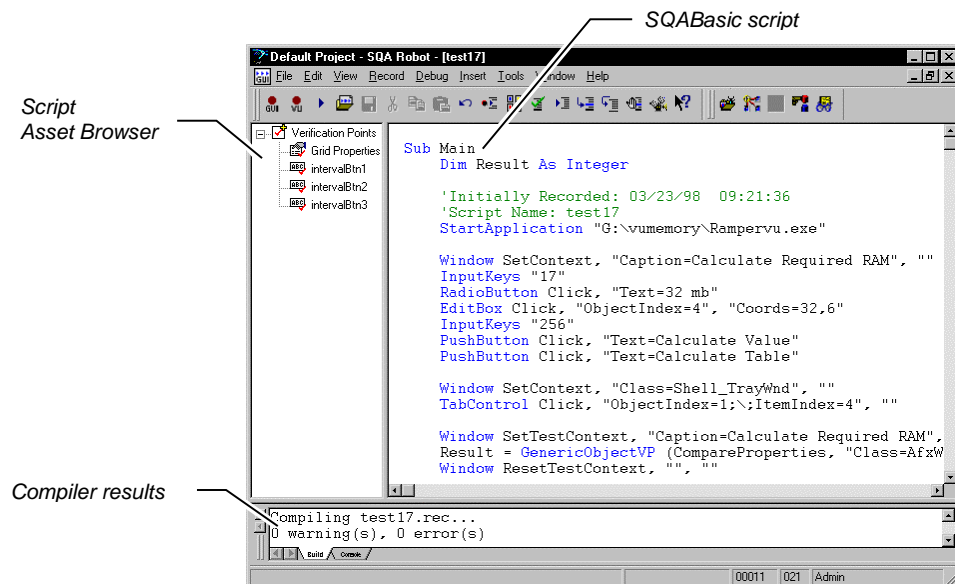 SQABasic script
Default Project - SQA Robot - [test17]
File Edit View Record Debug Insert Tools Window Help
GUI VU
Script
Asset Browser
Verification Points
Grid Properties
intervalBtn1
intervalBtn2
intervalBtn3
Sub Main
Dim Result As Integer
'Initially Recorded: 03/23/98 09:21:36
'Script Name: test17
StartApplication "G:\vumemory\Rampervu.exe"
Window SetContext, "Caption=Calculate Required RAM", ""
InputKeys "17"
RadioButton Click, "Text=32 mb"
EditBox Click, "ObjectIndex=4", "Coords=32,6"
InputKeys "256"
PushButton Click, "Text=Calculate Value"
PushButton Click, "Text=Calculate Table"
Window SetContext, "Class=Shell_TrayWnd", ""
TabControl Click, "ObjectIndex=1;\;ItemIndex=4", ""
Window SetTestContext, "Caption=Calculate Required RAM",
Result = GenericObjectVP (CompareProperties, "Class=AfxW
Window ResetTestContext, "", ""
Compiler results
Compiling test17.rec...
0 warning(s), 0 error(s)
Build Console
00011 021 Admin